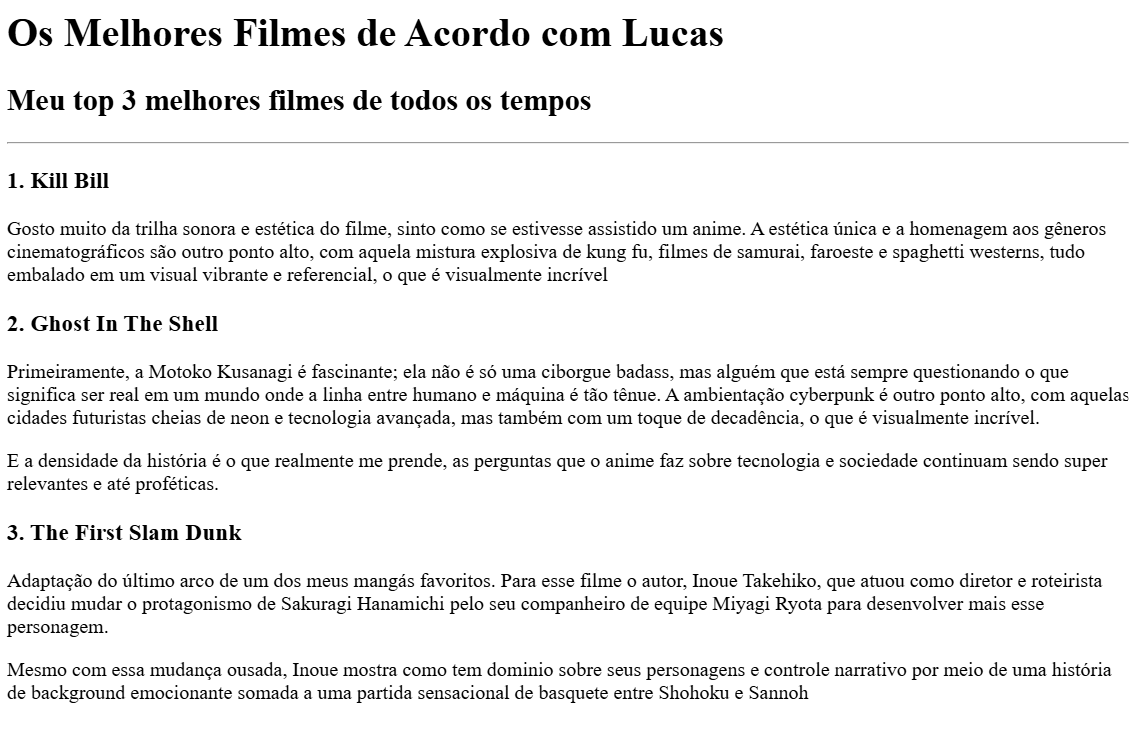 Os Melhores Filmes de Acordo com Lucas
Meu top 3 melhores filmes de todos os tempos
1. Kill Bill
Gosto muito da trilha sonora e estética do filme, sinto como se estivesse assistido um anime. A estética única e a homenagem aos gêneros
cinematográficos são outro ponto alto, com aquela mistura explosiva de kung fu, filmes de samurai, faroeste e spaghetti westerns, tudo
embalado em um visual vibrante e referencial, o que é visualmente incrível
2. Ghost In The Shell
Primeiramente, a Motoko Kusanagi é fascinante; ela não é só uma ciborgue badass, mas alguém que está sempre questionando o que
significa ser real em um mundo onde a linha entre humano e máquina é tão tênue. A ambientação cyberpunk é outro ponto alto, com aquelas
cidades futuristas cheias de neon e tecnologia avançada, mas também com um toque de decadência, o que é visualmente incrível.
E a densidade da história é o que realmente me prende, as perguntas que o anime faz sobre tecnologia e sociedade continuam sendo super
relevantes e até proféticas.
3. The First Slam Dunk
Adaptação do último arco de um dos meus mangás favoritos. Para esse filme o autor, Inoue Takehiko, que atuou como diretor e roteirista
decidiu mudar o protagonismo de Sakuragi Hanamichi pelo seu companheiro de equipe Miyagi Ryota para desenvolver mais esse
personagem.
Mesmo com essa mudança ousada, Inoue mostra como tem dominio sobre seus personagens e controle narrativo por meio de uma história
de background emocionante somada a uma partida sensacional de basquete entre Shohoku e Sannoh